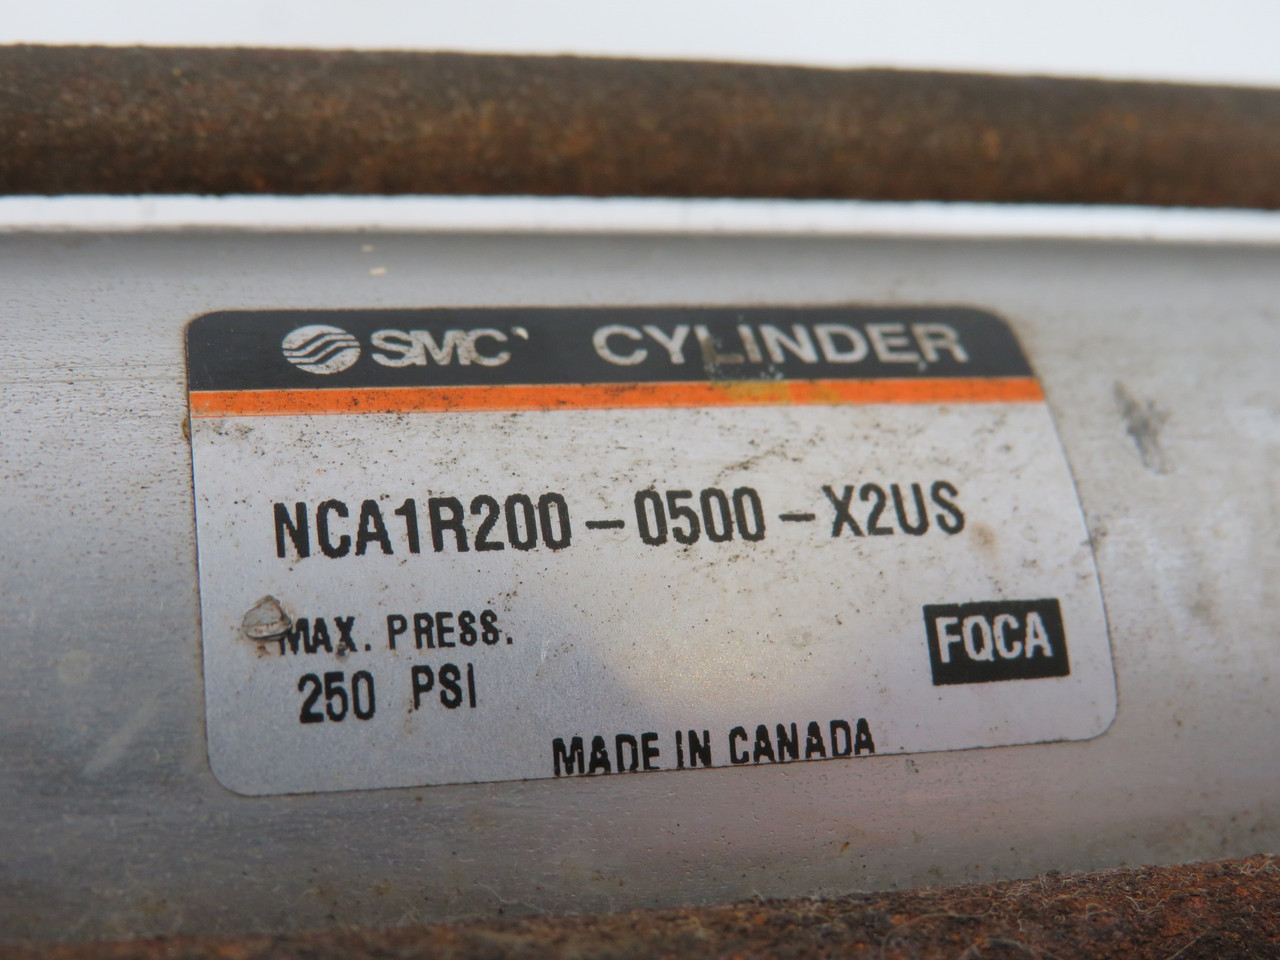 SMC CYLINDER
NCA1R200-0500-X2US
MAX. PRESS.
250 PSI
FQCA
MADE IN CANADA